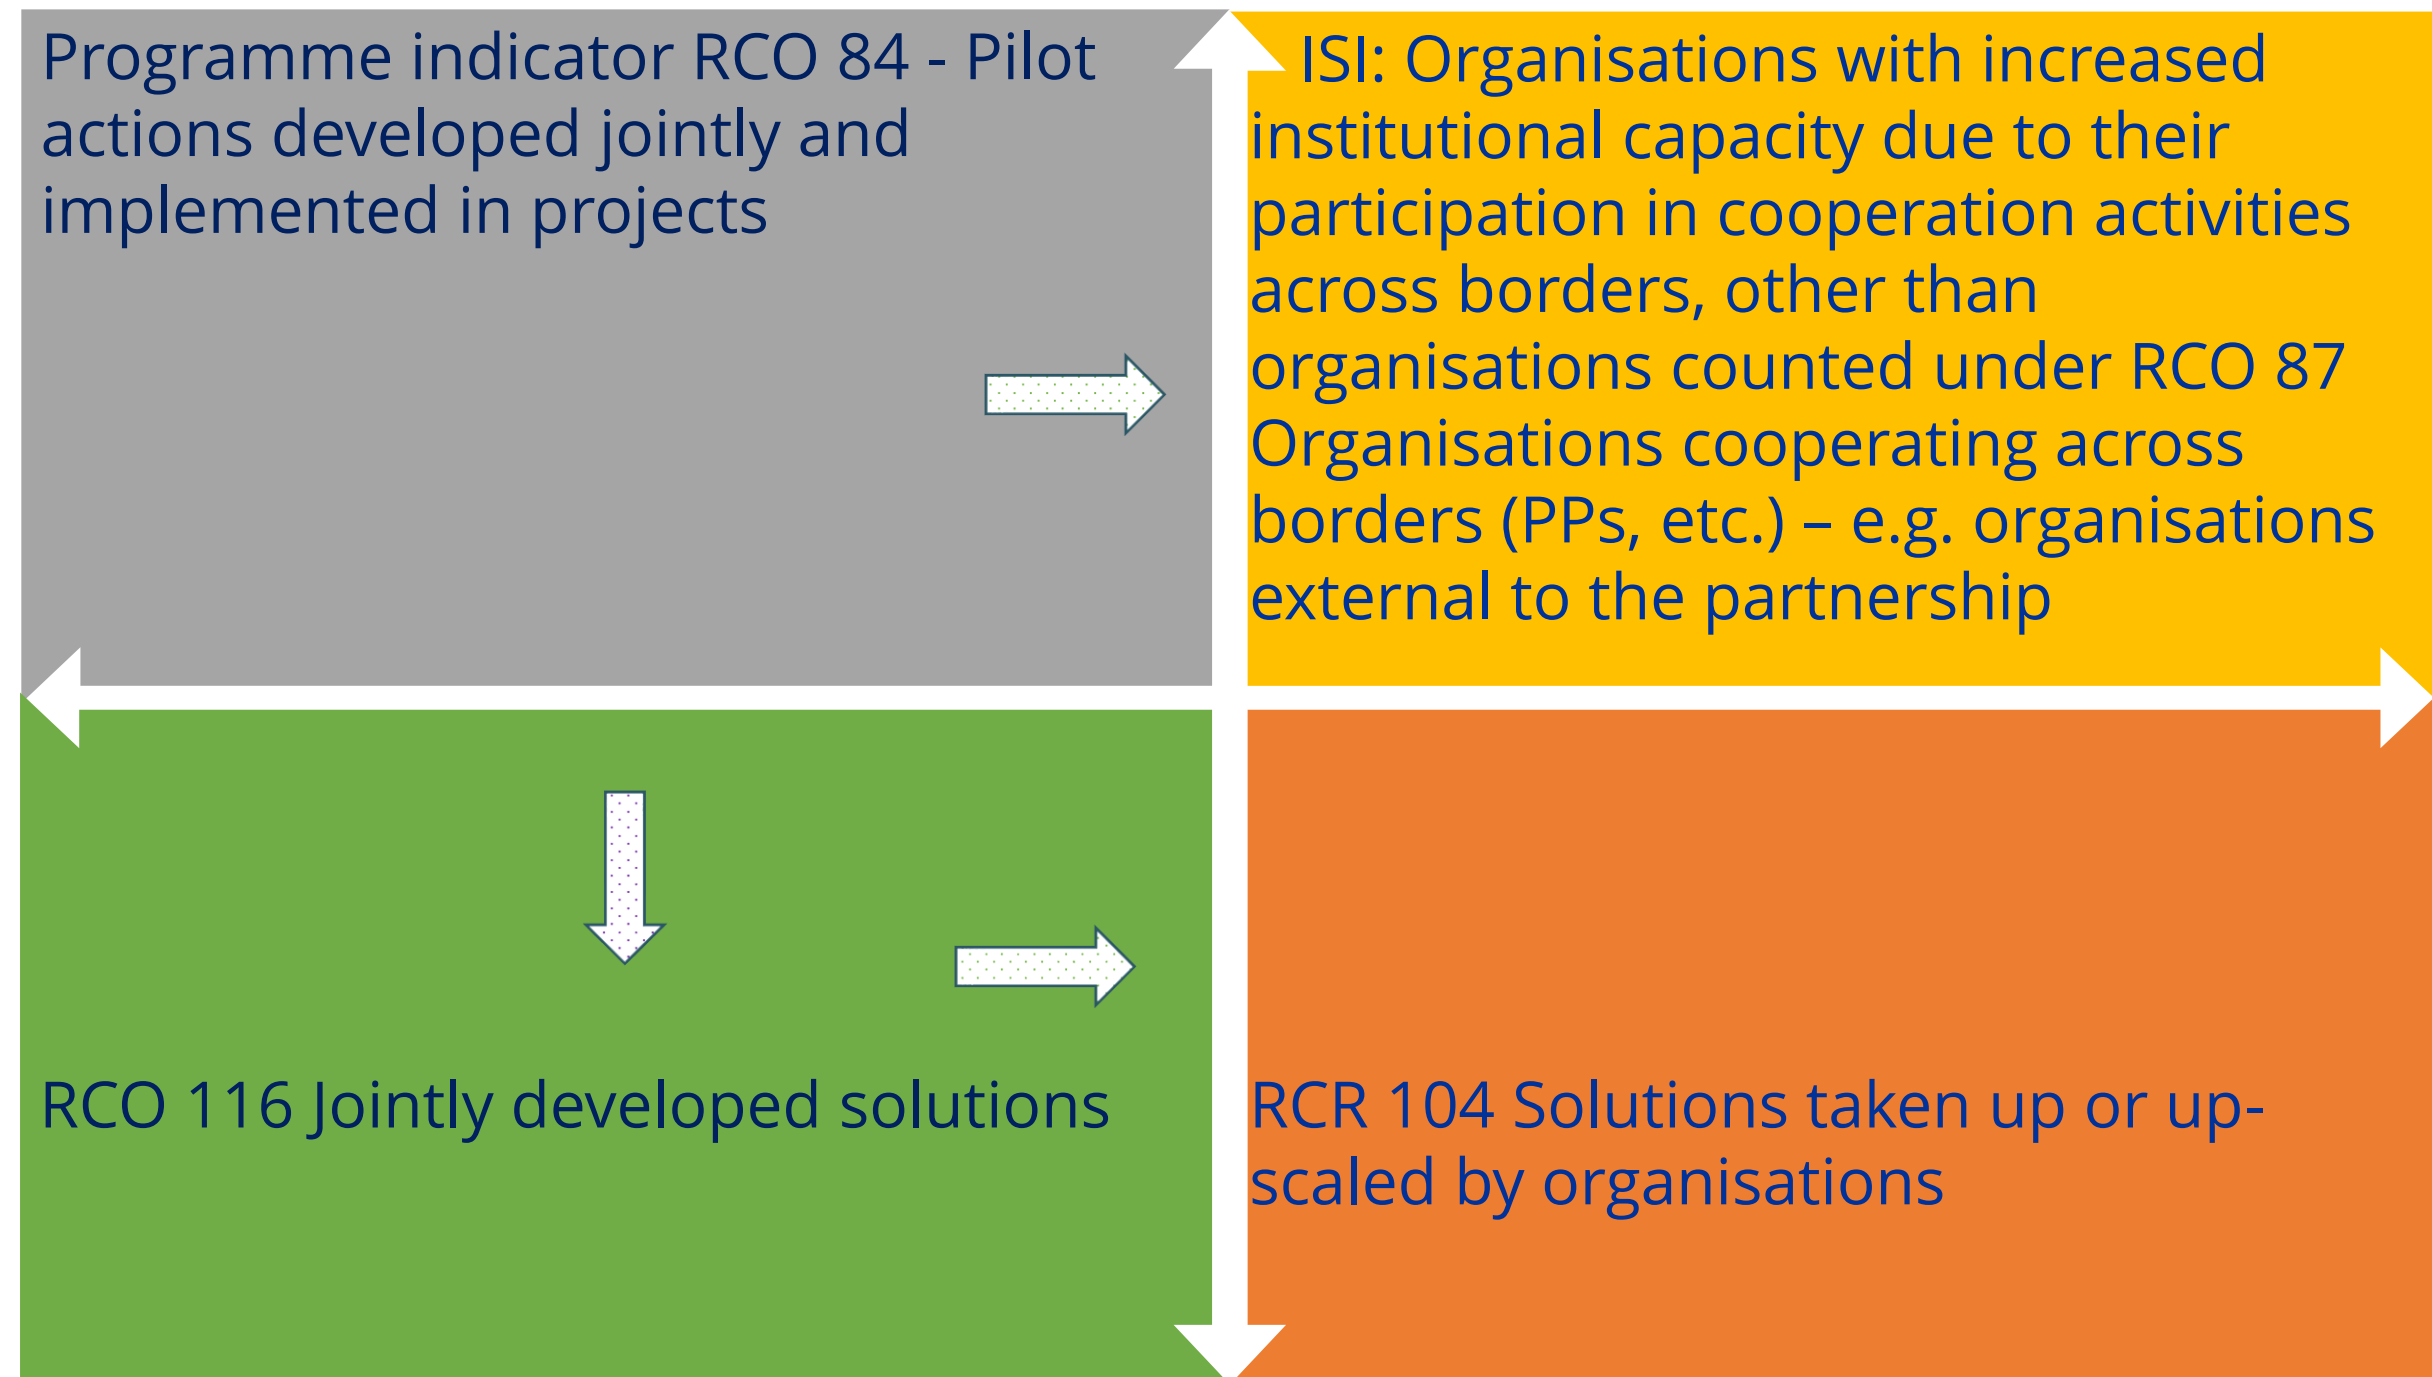 Programme indicator RCO 84 - Pilot
actions developed jointly and
implemented in projects
ISI: Organisations with increased
institutional capacity due to their
participation in cooperation activities
across borders, other than
organisations counted under RCO 87
Organisations cooperating across
borders (PPs, etc.) – e.g. organisations
external to the partnership
RCO 116 Jointly developed solutions
RCR 104 Solutions taken up or up-
scaled by organisations